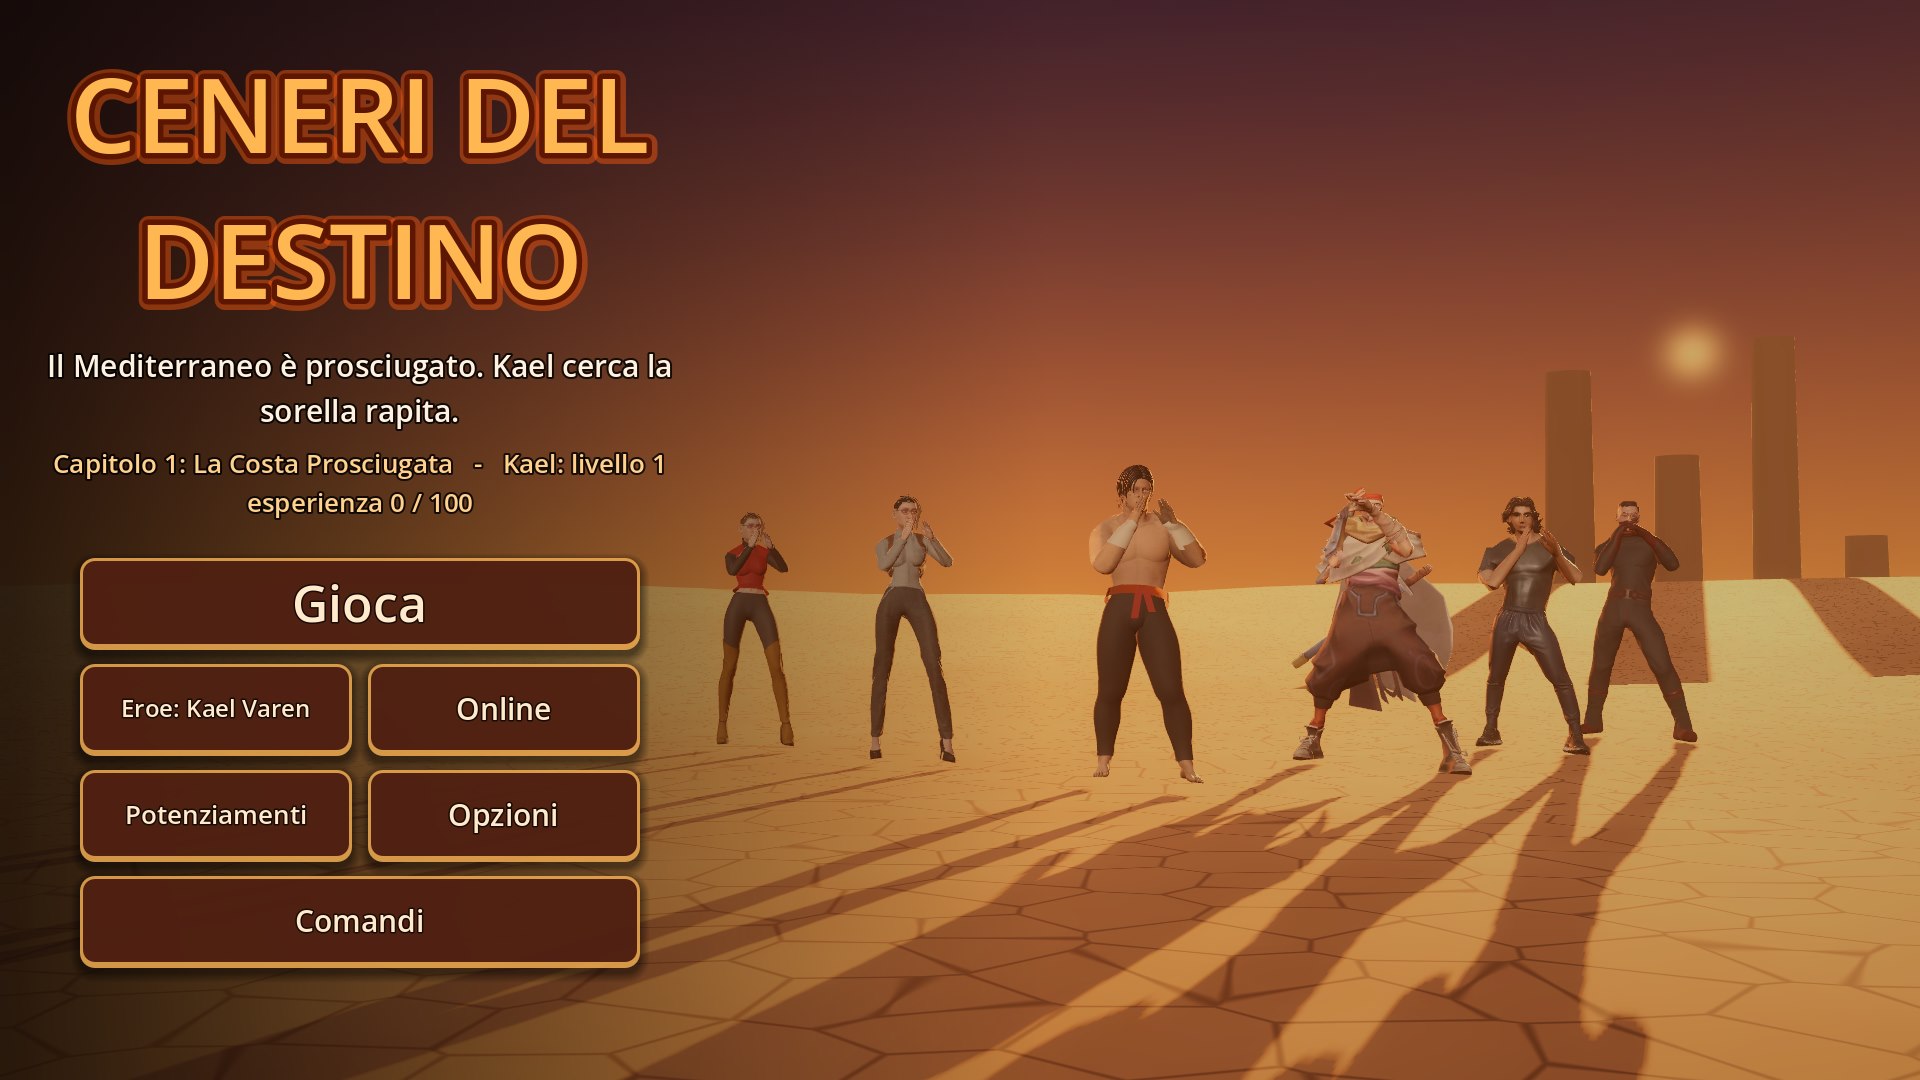 CENERI DEL
DESTINO
Il Mediterraneo è prosciugato. Kael cerca la
sorella rapita.
Capitolo 1: La Costa Prosciugata - Kael: livello 1
esperienza 0 / 100
Gioca
Eroe: Kael Varen
Online
Potenziamenti
Opzioni
Comandi